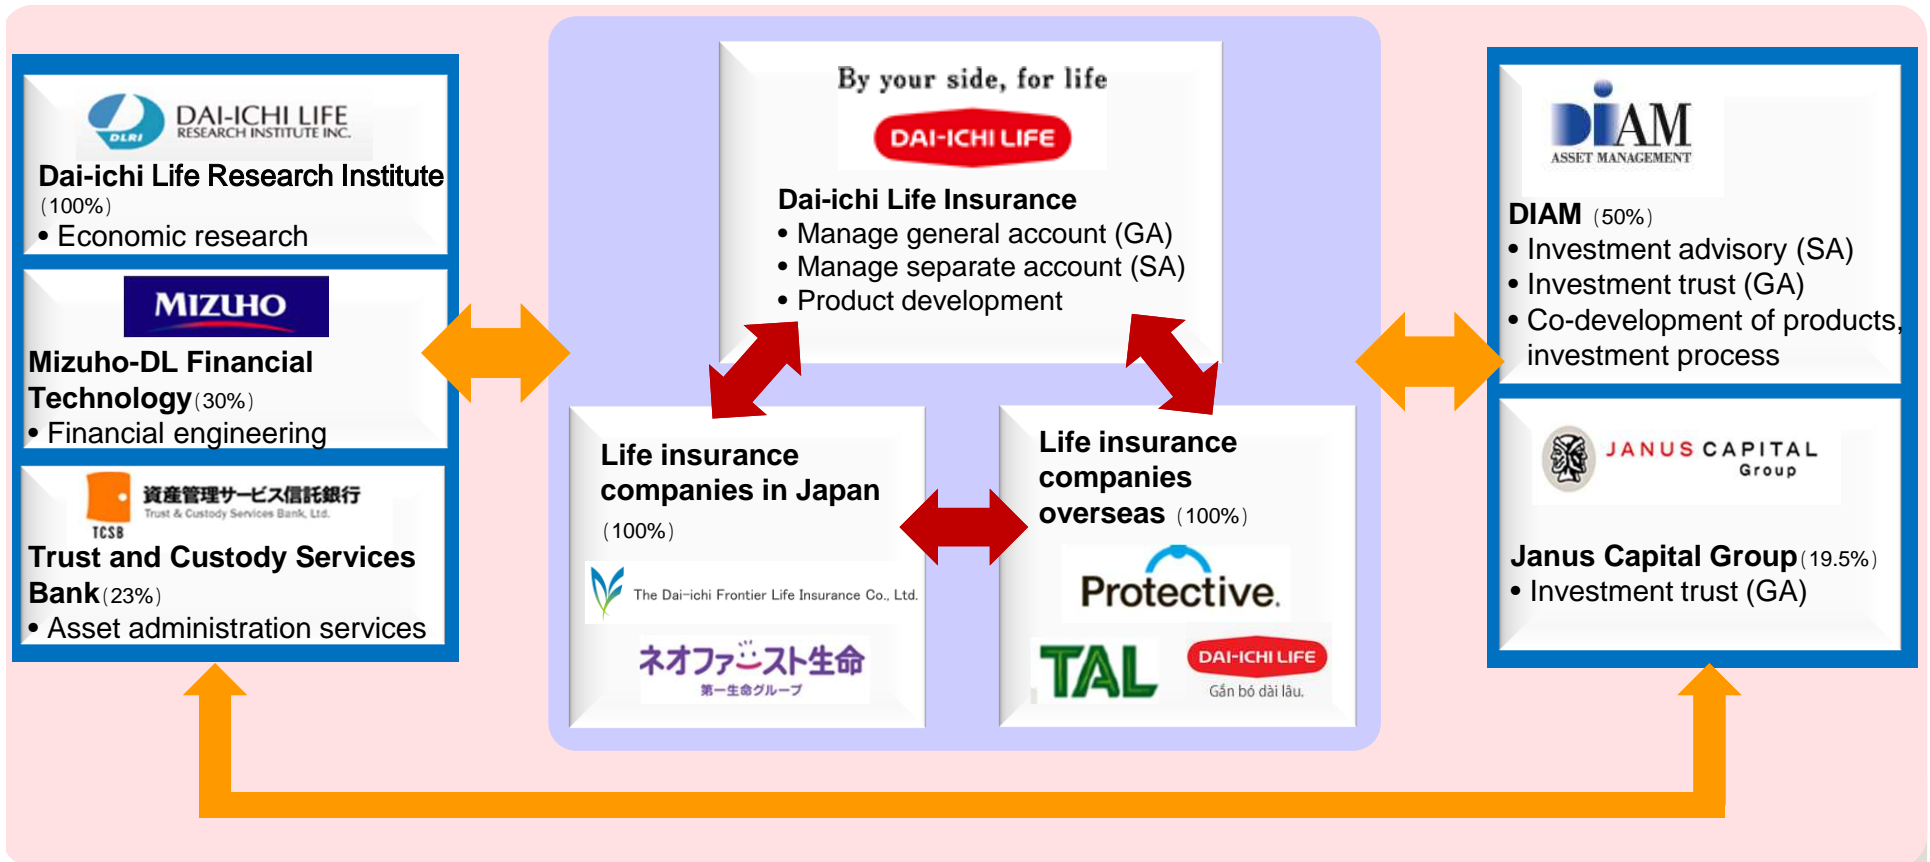 DLRI
DAI-ICHI LIFE
RESEARCH INSTITUTE INC.
Dai-ichi Life Research Institute
(100%)
• Economic research
MIZUHO
Mizuho-DL Financial
Technology(30%)
• Financial engineering
TCSB
資産管理サービス信託銀行
Trust & Custody Services Bank, Ltd.
Trust and Custody Services
Bank(23%)
• Asset administration services
By your side, for life
DAI-ICHI LIFE
Dai-ichi Life Insurance
• Manage general account (GA)
• Manage separate account (SA)
• Product development
Life insurance
companies in Japan
(100%)
The Dai-ichi Frontier Life Insurance Co., Ltd.
ネオファースト生命
第一生命グループ
Life insurance
companies
overseas (100%)
Protective.
TAL
DAI-ICHI LIFE
Gắn bó dài lâu.
DIAM
ASSET MANAGEMENT
DIAM (50%)
• Investment advisory (SA)
• Investment trust (GA)
• Co-development of products,
investment process
JANUS CAPITAL
Group
Janus Capital Group(19.5%)
• Investment trust (GA)